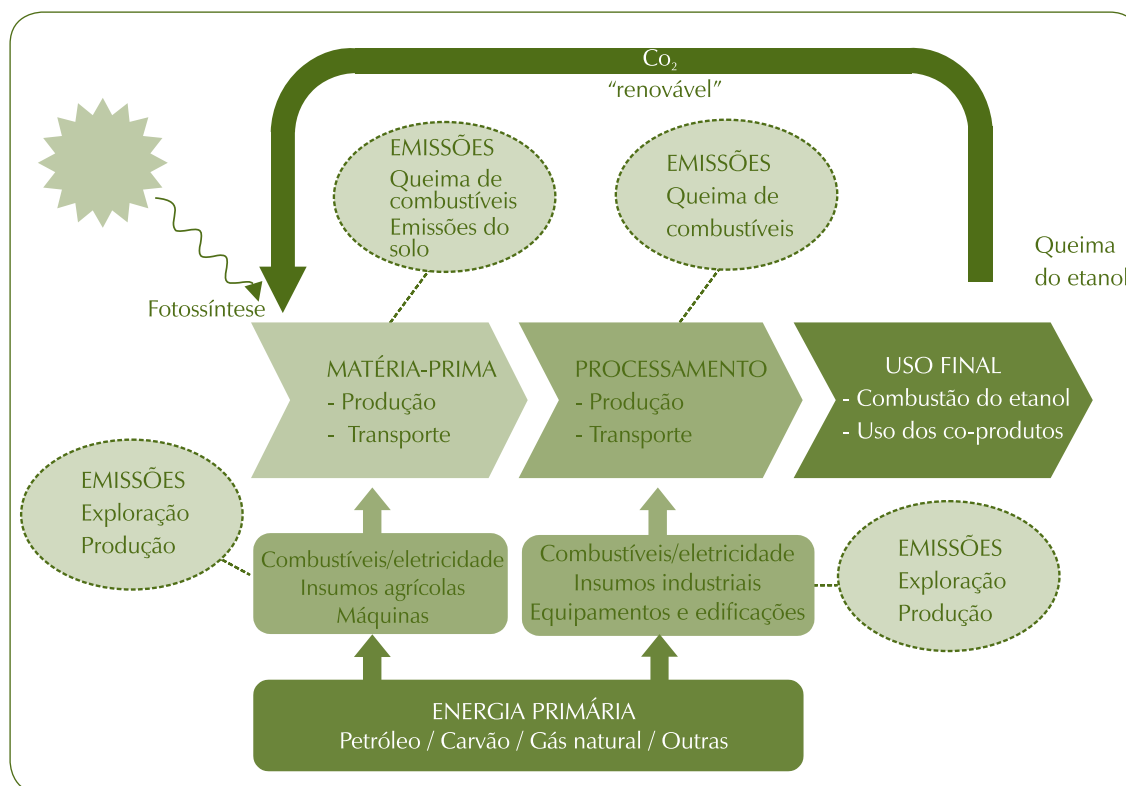 Co₂
“renovável”
EMISSÕES
Queima de
combustíveis
Emissões do
solo
EMISSÕES
Queima de
combustíveis
Queima
do etanol
Fotossíntese
MATÉRIA-PRIMA
- Produção
- Transporte
PROCESSAMENTO
- Produção
- Transporte
USO FINAL
- Combustão do etanol
- Uso dos co-produtos
EMISSÕES
Exploração
Produção
Combustíveis/eletricidade
Insumos agrícolas
Máquinas
Combustíveis/eletricidade
Insumos industriais
Equipamentos e edificações
EMISSÕES
Exploração
Produção
ENERGIA PRIMÁRIA
Petróleo / Carvão / Gás natural / Outras